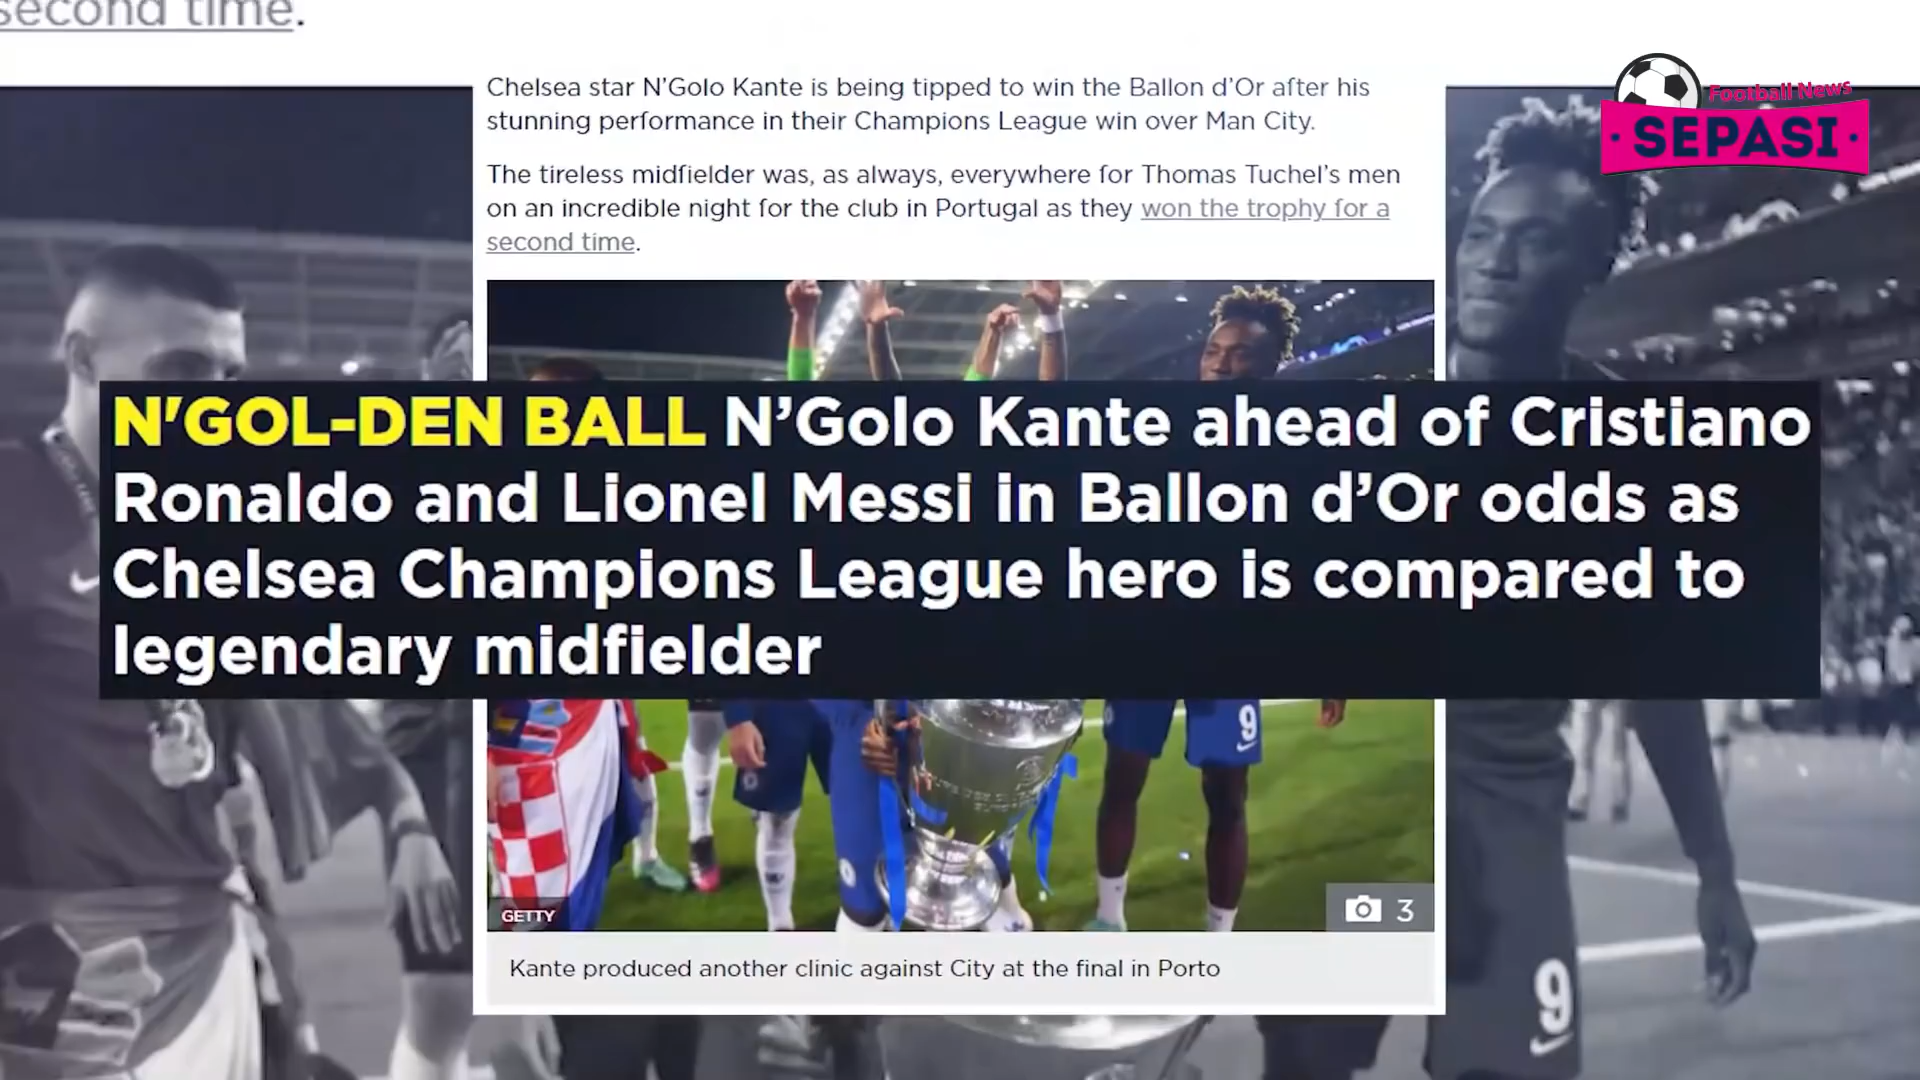 second time.
Football News
· SEPASI ·
Chelsea star N’Golo Kante is being tipped to win the Ballon d’Or after his
stunning performance in their Champions League win over Man City.
The tireless midfielder was, as always, everywhere for Thomas Tuchel’s men
on an incredible night for the club in Portugal as they won the trophy for a
second time.
N'GOL-DEN BALL N’Golo Kante ahead of Cristiano
Ronaldo and Lionel Messi in Ballon d’Or odds as
Chelsea Champions League hero is compared to
legendary midfielder
9
GETTY
3
Kante produced another clinic against City at the final in Porto
9